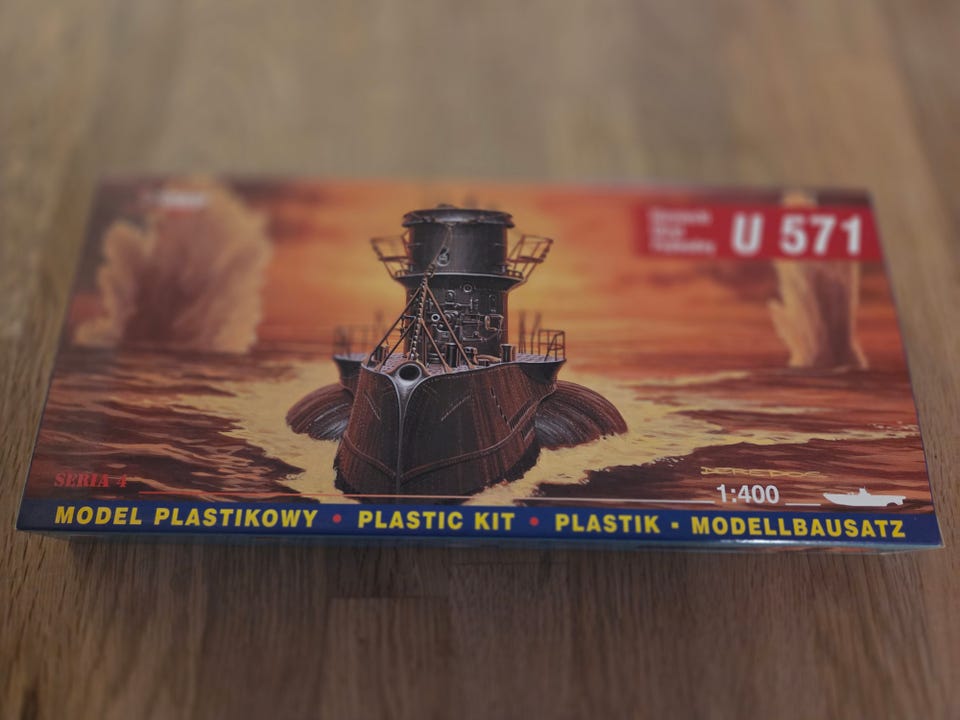 U 571
SERIA 4
1:400
MODEL PLASTIKOWY • PLASTIC KIT • PLASTIK - MODELLBAUSATZ